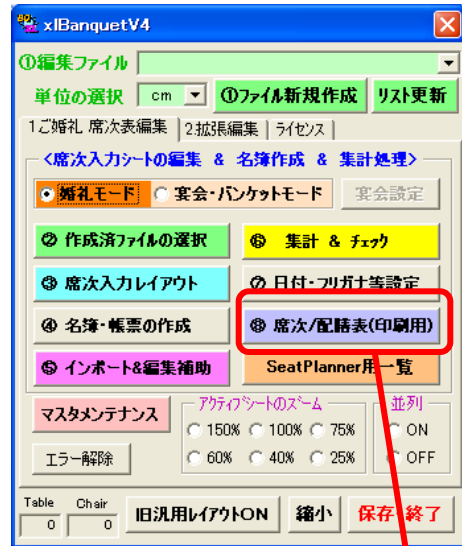 xlBanquetV4
①編集ファイル
単位の選択 cm ①ファイル新規作成 リスト更新
1ご婚礼 席次表編集 2拡張編集 ライセンス
<席次入力シートの編集 & 名簿作成 & 集計処理>
婚礼モード 宴会・バンケットモード 宴会設定
② 作成済ファイルの選択 ⑥ 集計 & チェック
③ 席次入力レイアウト ⑦ 日付・フリガナ等設定
④ 名簿・帳票の作成 ⑧ 席次/配膳表(印刷用)
⑤ インポート&編集補助 SeatPlanner用一覧
マスタメンテナンス アクティブシートのズーム 並列
150% 100% 75% ON
エラー解除 60% 40% 25% OFF
Table Chair
0 0 旧汎用レイアウトON 縮小 保存 終了